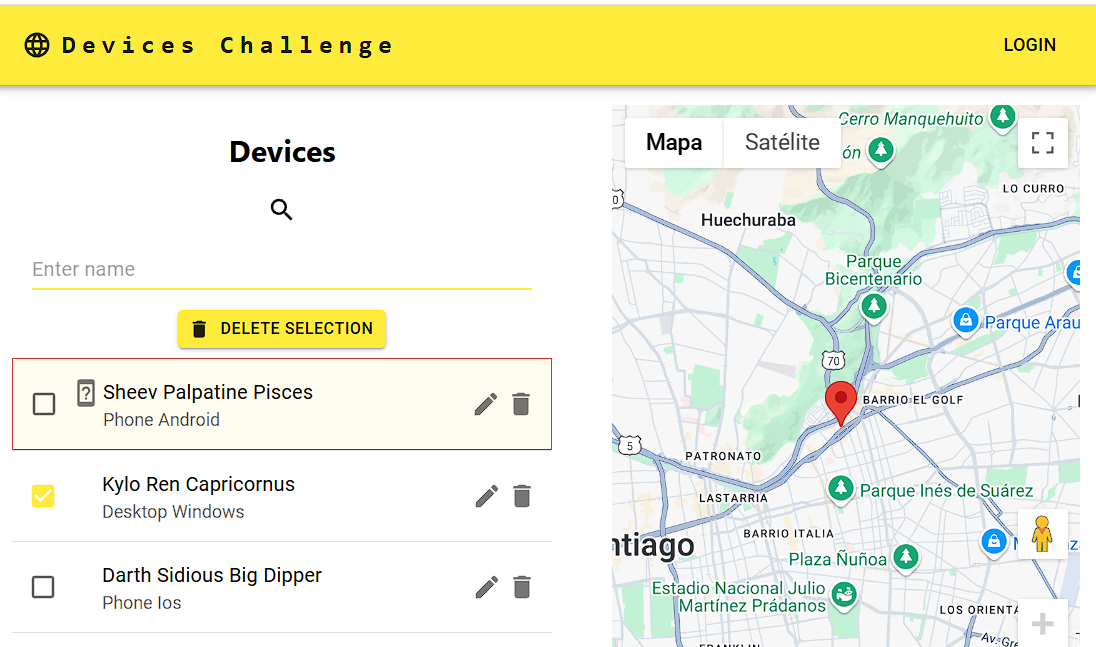 Devices Challenge
LOGIN
Devices
Enter name
DELETE SELECTION
Sheev Palpatine Pisces
Phone Android
Kylo Ren Capricornus
Desktop Windows
Darth Sidious Big Dipper
Phone Ios
Mapa
Satélite
Cerro Manquehuito
LO CURRO
Huechuraba
Parque
Bicentenario
Parque Arau
70
BARRIO EL GOLF
5
PATRONATO
LASTARRIA
Parque Inés de Suárez
BARRIO ITALIA
ntiago
Plaza Ñuñoa
Estadio Nacional Julio
Martínez Prádanos
LOS ORIENTA
Av. Gre
FRANKLIN